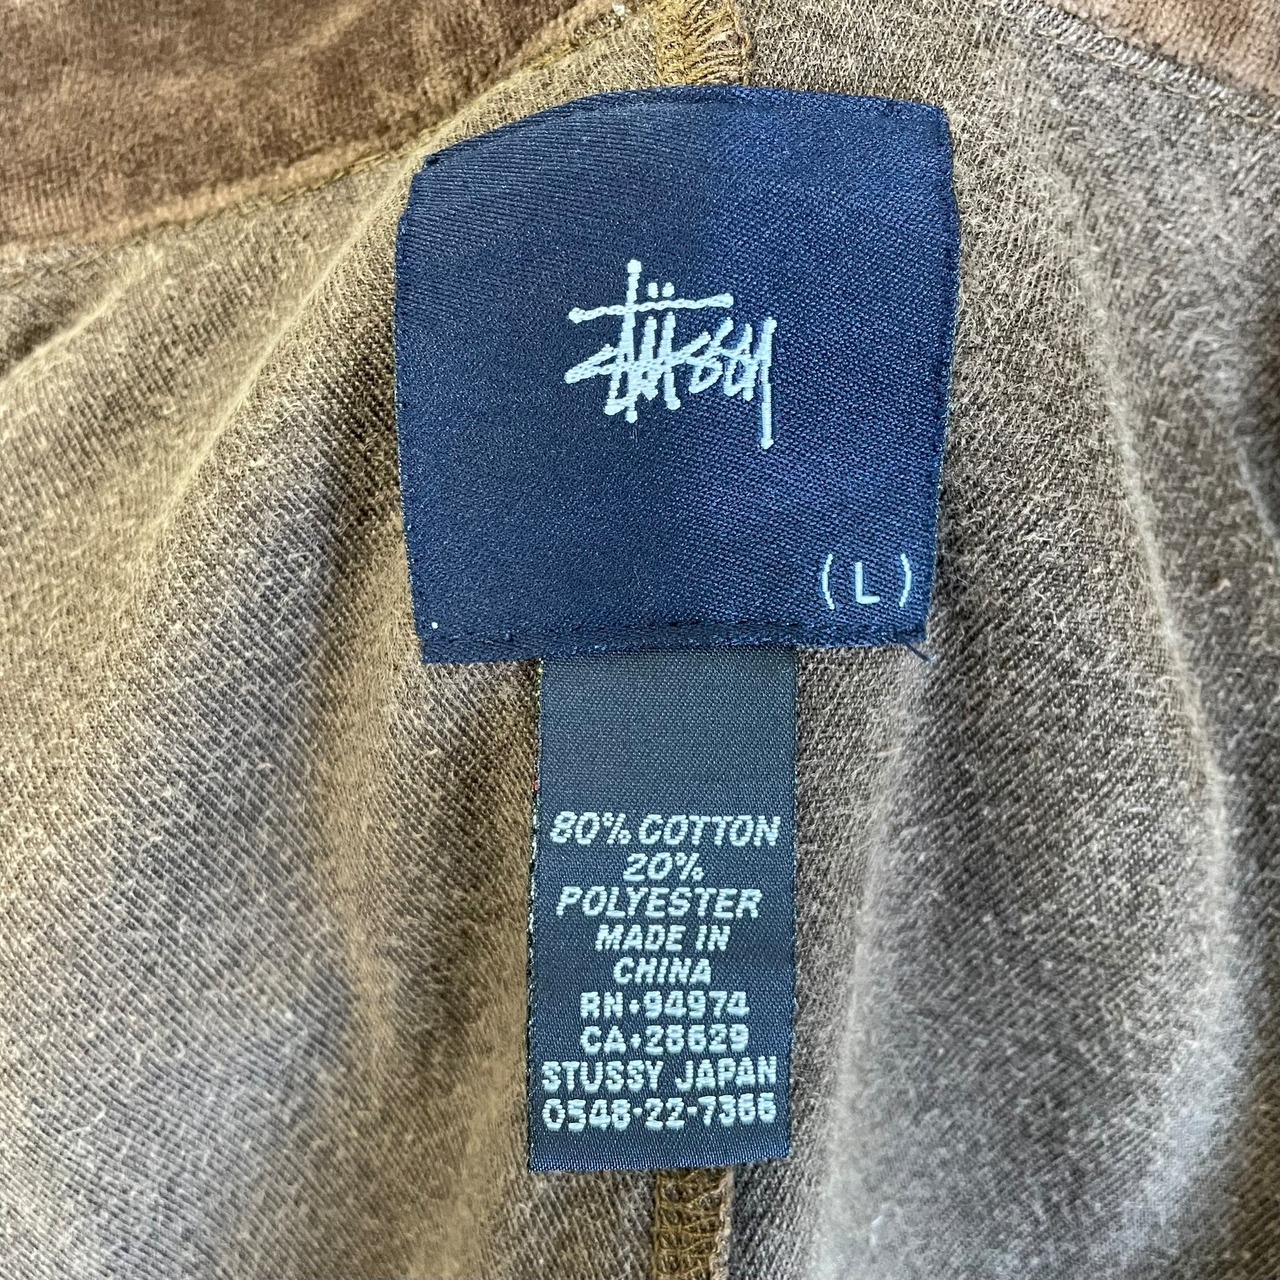 Stüssy
(L)
80% COTTON
20%
POLYESTER
MADE IN
CHINA
RN•94974
CA•28629
STUSSY JAPAN
0548-22-7366